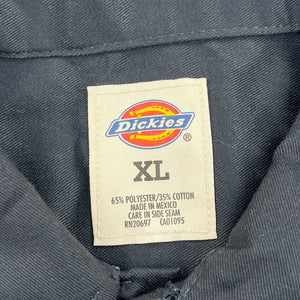 Dickies
®
XL
65% POLYESTER/35% COTTON
MADE IN MEXICO
CARE IN SIDE SEAM
RN20697 CA01095